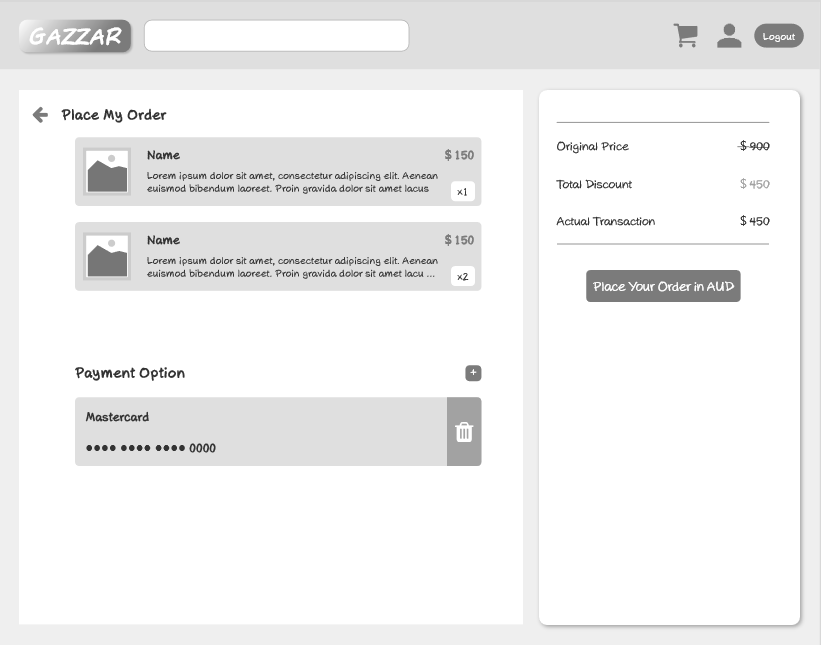 GAZZAR
Logout
Place My Order
Name
$ 150
Lorem ipsum dolor sit amet, consectetur adipiscing elit. Aenean
euismod bibendum laoreet. Proin gravida dolor sit amet lacus
x1
Name
$ 150
Lorem ipsum dolor sit amet, consectetur adipiscing elit. Aenean
euismod bibendum laoreet. Proin gravida dolor sit amet lacu ...
x2
Payment Option
+
Mastercard
•••• •••• •••• 0000
Original Price
$ 900
Total Discount
$ 450
Actual Transaction
$ 450
Place Your Order in AUD